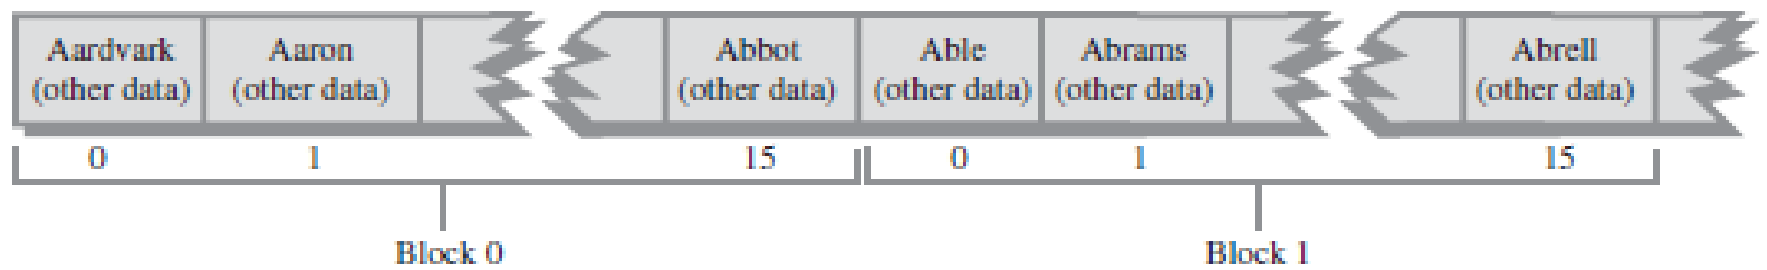 Aardvark Aaron Abbot Able Abrams Abrell
(other data) (other data) (other data) (other data) (other data) (other data)
0 1 15 0 1 15
Block 0 Block 1